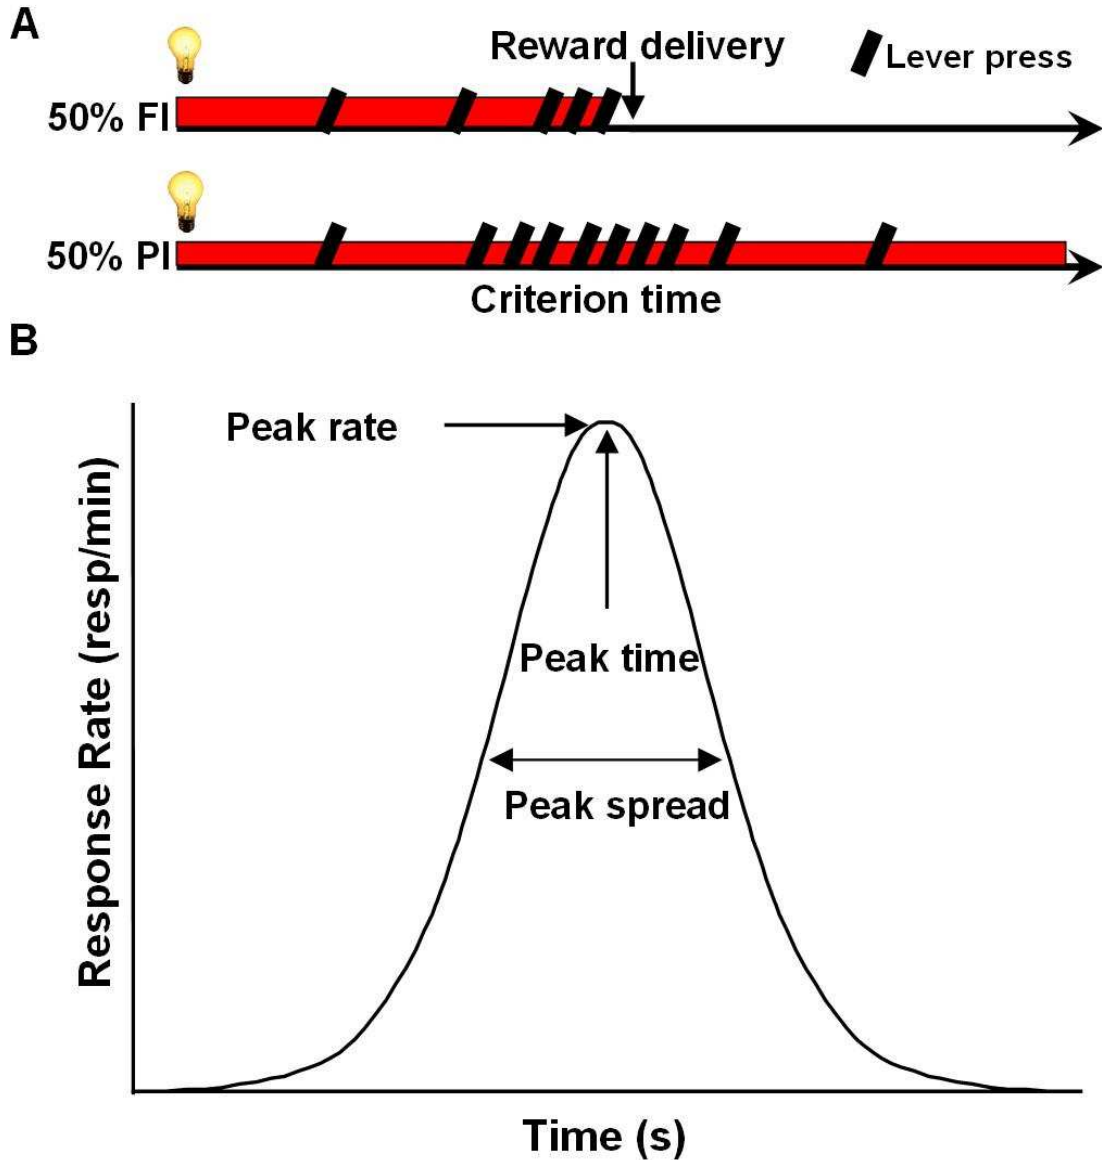 A
Reward delivery
Lever press
50% FI
50% PI
Criterion time
B
Peak rate
Response Rate (resp/min)
Peak time
Peak spread
Time (s)